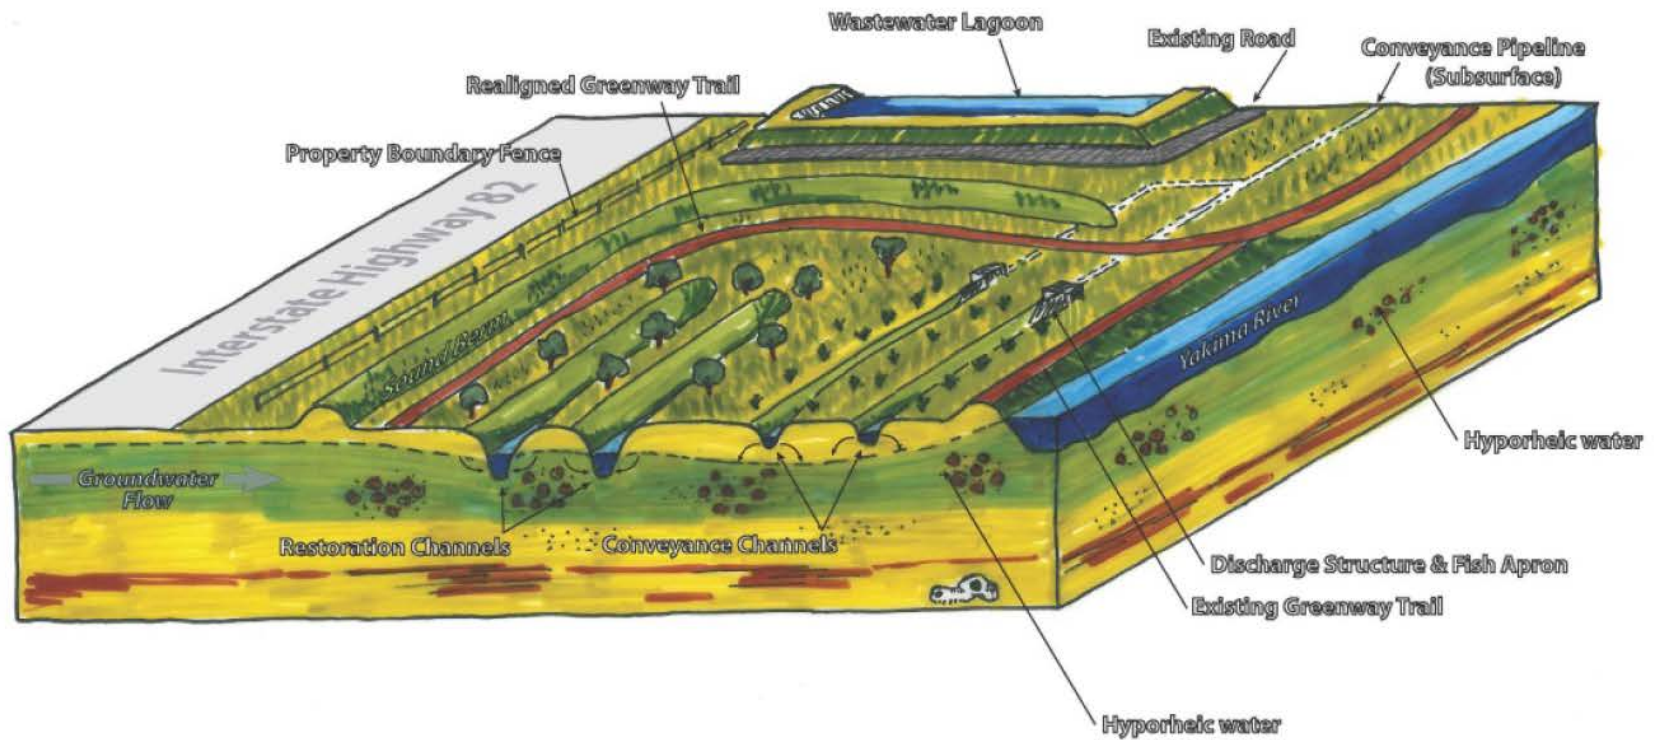 Wastewater Lagoon
Existing Road
Conveyance Pipeline
(Subsurface)
Realigned Greenway Trail
Property Boundary Fence
Interstate Highway 82
Sound Berm
Yakima River
Hyporheic water
Groundwater
Flow
Restoration Channels
Conveyance Channels
Discharge Structure & Fish Apron
Existing Greenway Trail
Hyporheic water